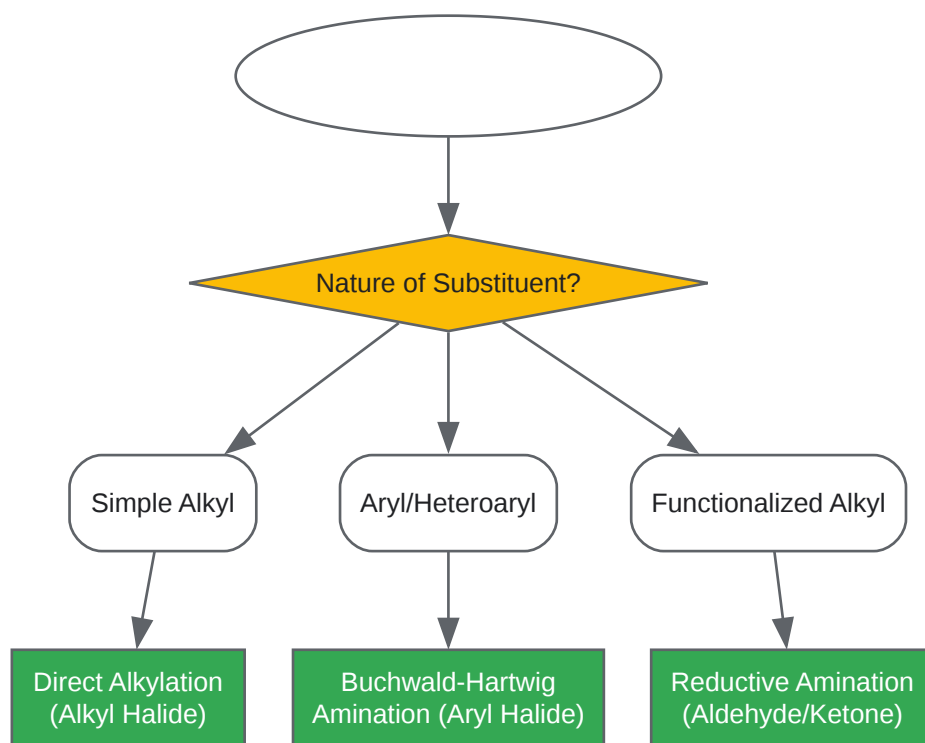 Nature of Substituent?
Simple Alkyl
Aryl/Heteroaryl
Functionalized Alkyl
Direct Alkylation
(Alkyl Halide)
Buchwald-Hartwig
Amination (Aryl Halide)
Reductive Amination
(Aldehyde/Ketone)